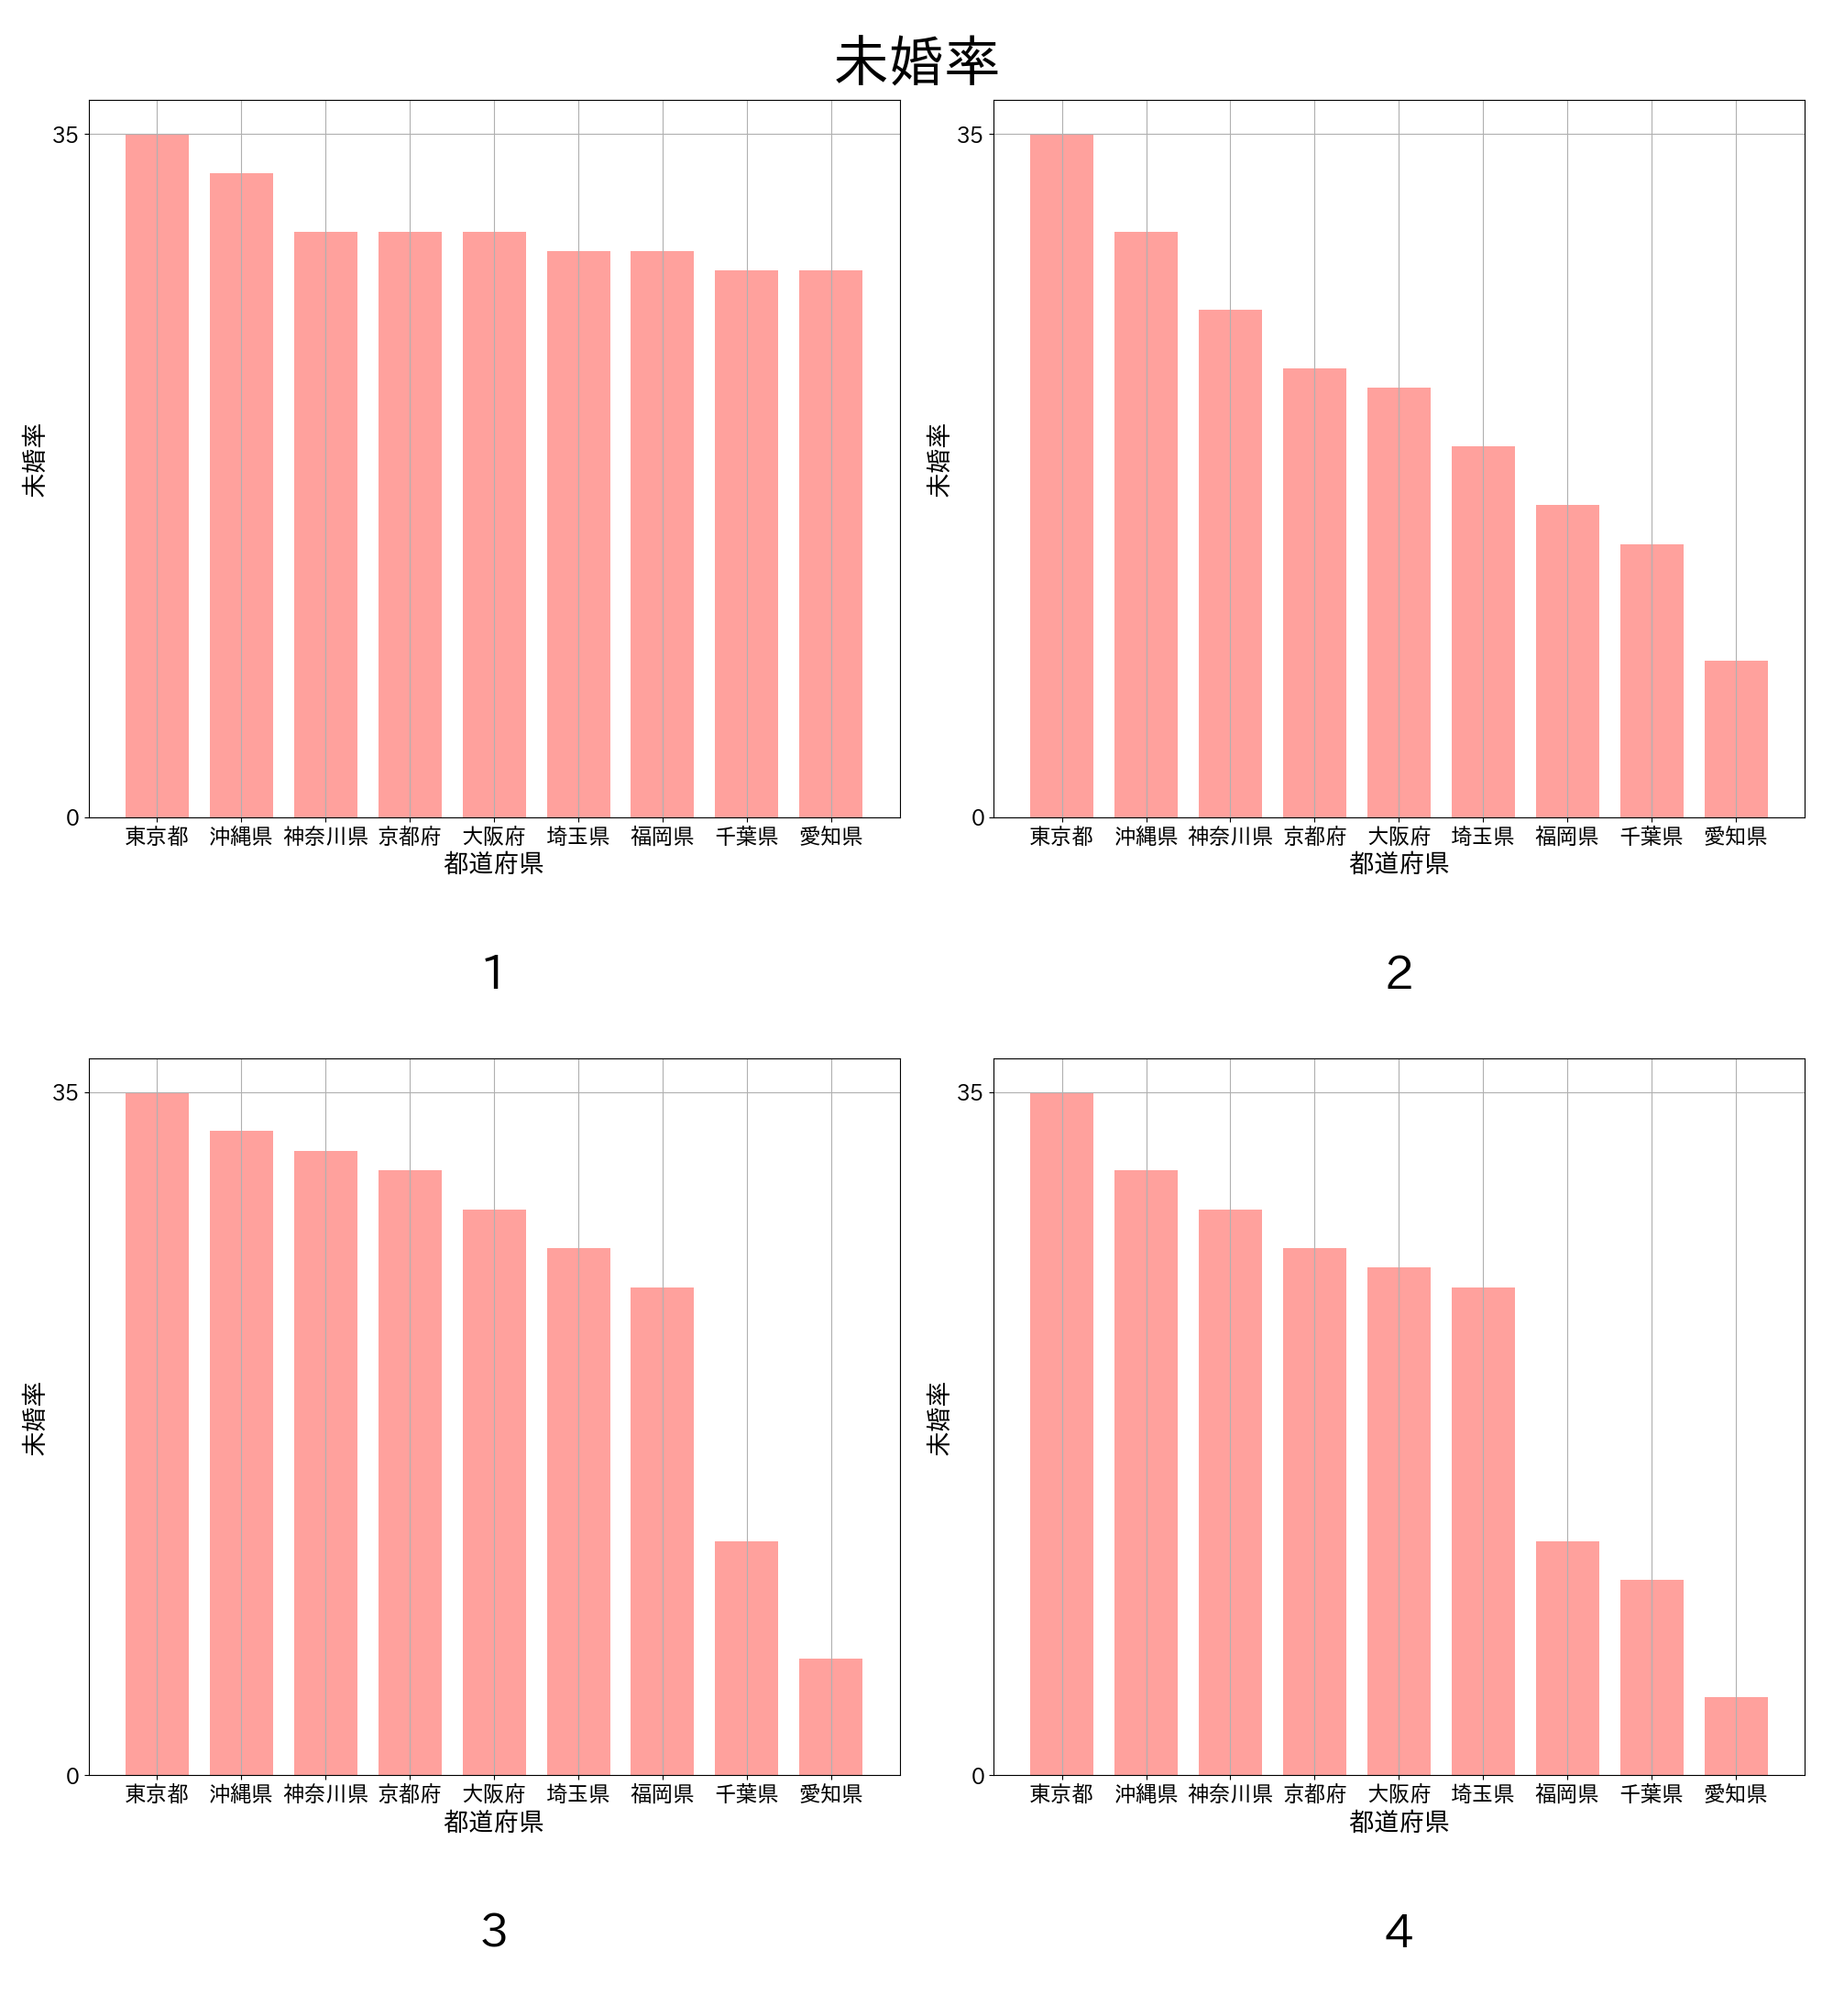 未婚率
35
0
未婚率
東京都 沖縄県 神奈川県 京都府 大阪府 埼玉県 福岡県 千葉県 愛知県
都道府県
1
35
0
未婚率
東京都 沖縄県 神奈川県 京都府 大阪府 埼玉県 福岡県 千葉県 愛知県
都道府県
2
35
0
未婚率
東京都 沖縄県 神奈川県 京都府 大阪府 埼玉県 福岡県 千葉県 愛知県
都道府県
3
35
0
未婚率
東京都 沖縄県 神奈川県 京都府 大阪府 埼玉県 福岡県 千葉県 愛知県
都道府県
4